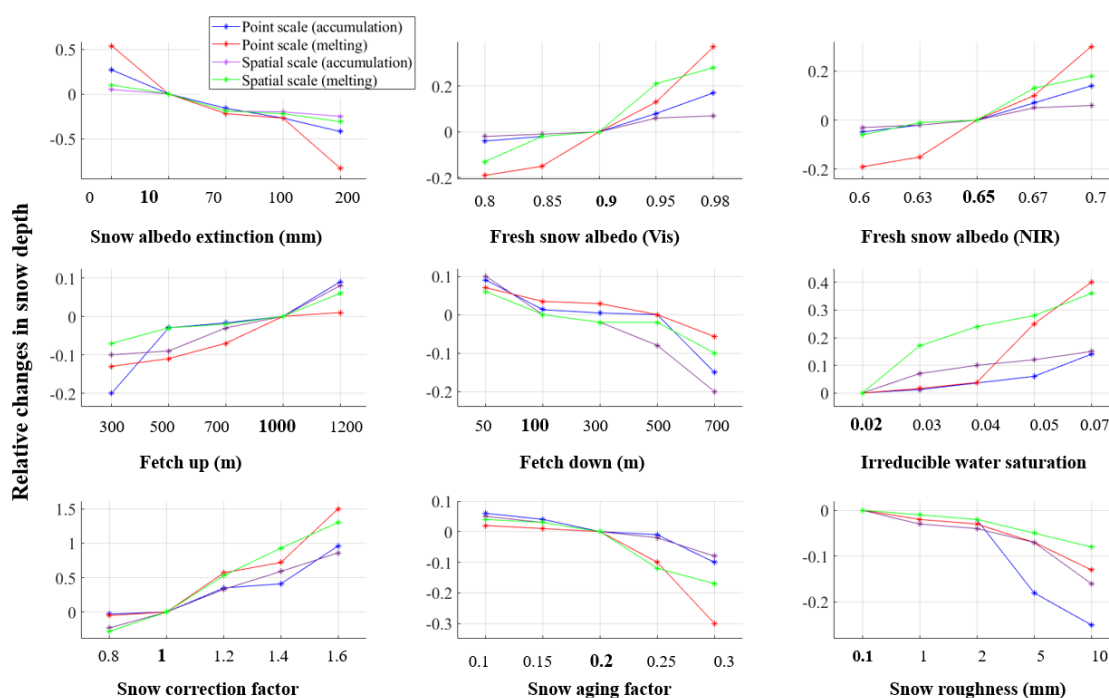 Point scale (accumulation)
Point scale (melting)
Spatial scale (accumulation)
Spatial scale (melting)
Relative changes in snow depth
0.5
0
-0.5
0 10 70 100 200
Snow albedo extinction (mm)
0.2
0
-0.2
0.8 0.85 0.9 0.95 0.98
Fresh snow albedo (Vis)
0.2
0
-0.2
0.6 0.63 0.65 0.67 0.7
Fresh snow albedo (NIR)
0.1
0
-0.1
-0.2
300 500 700 1000 1200
Fetch up (m)
0.1
0
-0.1
-0.2
50 100 300 500 700
Fetch down (m)
0.4
0.3
0.2
0.1
0
0.02 0.03 0.04 0.05 0.07
Irreducible water saturation
1.5
1
0.5
0
0.8 1 1.2 1.4 1.6
Snow correction factor
0.1
0
-0.1
-0.2
-0.3
0.1 0.15 0.2 0.25 0.3
Snow aging factor
0
-0.1
-0.2
0.1 1 2 5 10
Snow roughness (mm)